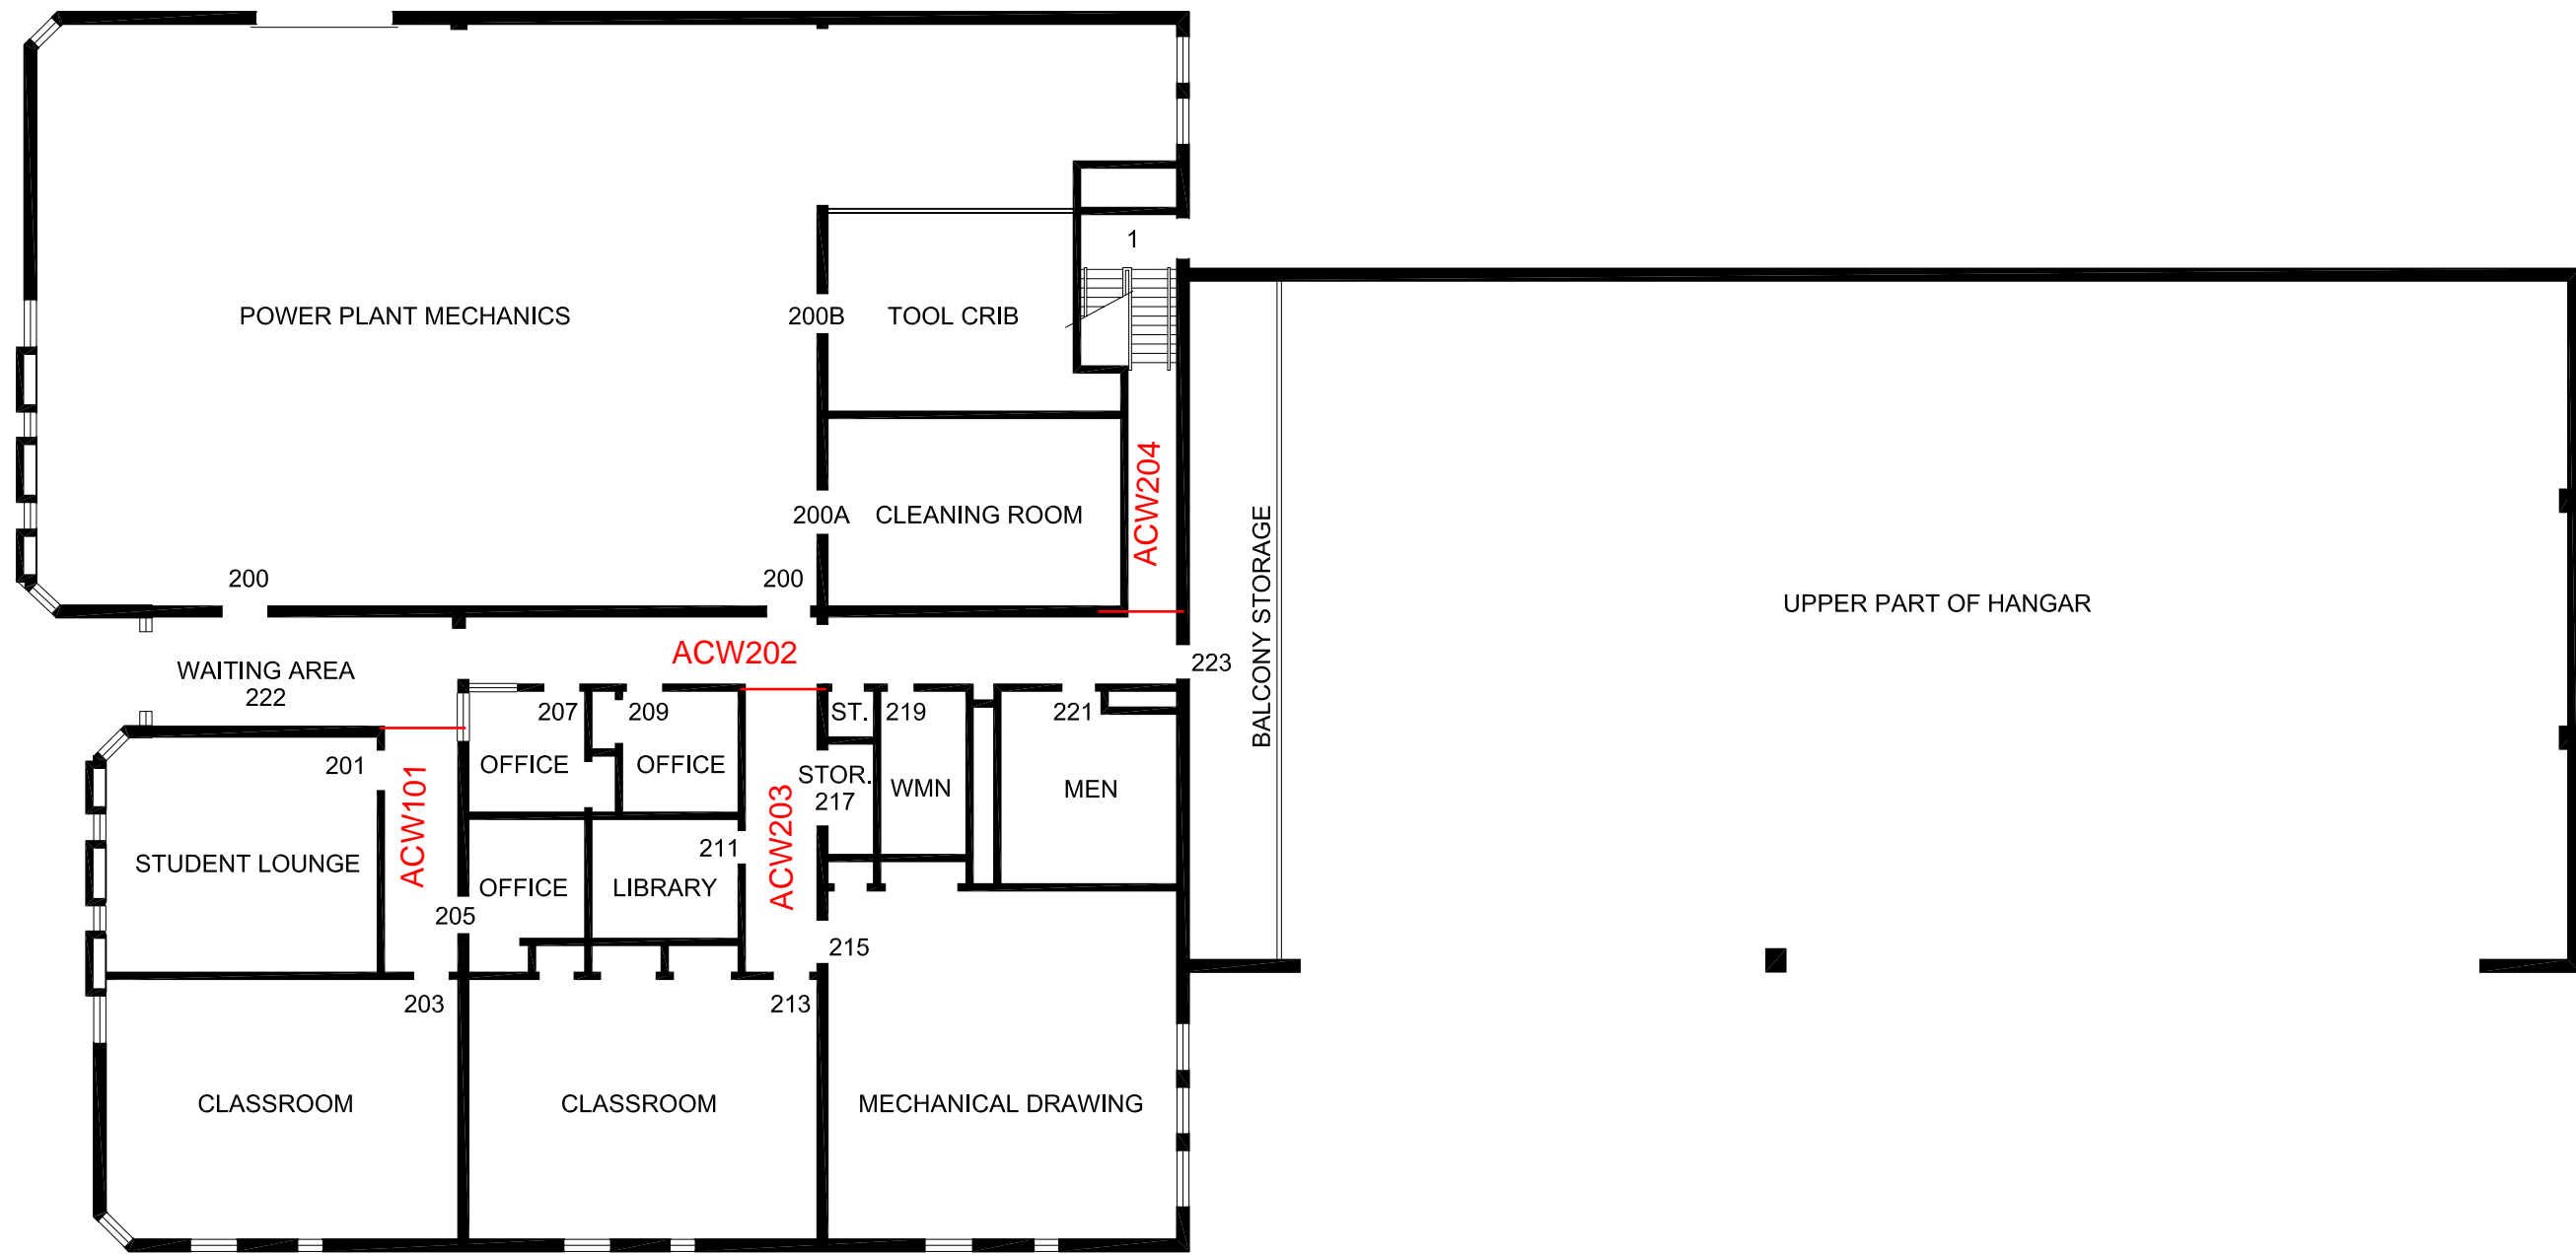 1
POWER PLANT MECHANICS
200B
TOOL CRIB
ACW204
200A
CLEANING ROOM
BALCONY STORAGE
200
200
UPPER PART OF HANGAR
ACW202
WAITING AREA
222
223
207
209
ST.
219
221
201
OFFICE
OFFICE
STOR.
217
WMN
MEN
ACW101
ACW203
211
STUDENT LOUNGE
OFFICE
LIBRARY
205
215
203
213
CLASSROOM
CLASSROOM
MECHANICAL DRAWING